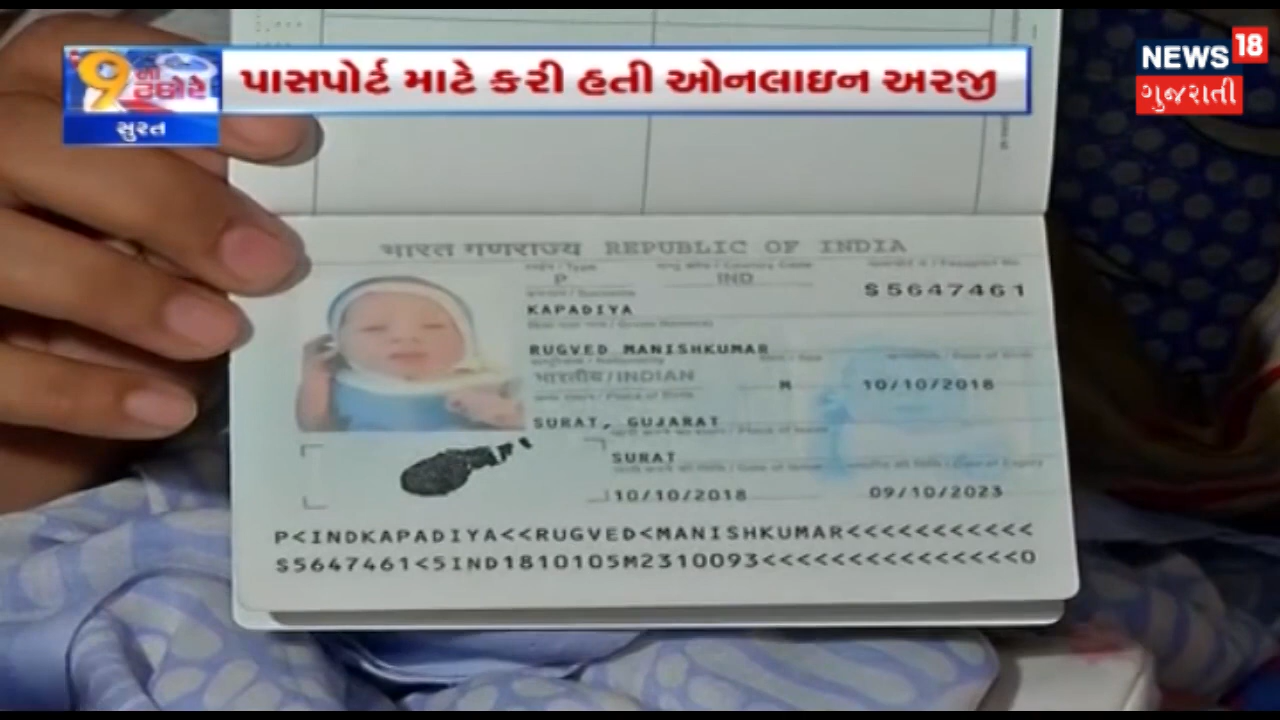 પાસપોર્ટ માટે કરી હતી ઓનલાઇન અરજી
NEWS 18
ગુજરાતી
9
સુરત
भारत गणराज्य REPUBLIC OF INDIA
P
IND
S5647461
KAPADIYA
RUGVED MANISHKUMAR
भारतीय/INDIAN
M
10/10/2018
SURAT, GUJARAT
SURAT
10/10/2018
09/10/2023
P<INDKAPADIYA<<RUGVED<MANISHKUMAR<<<<<<<<<<<
S5647461<5IND1810105M2310093<<<<<<<<<<<<<<<0